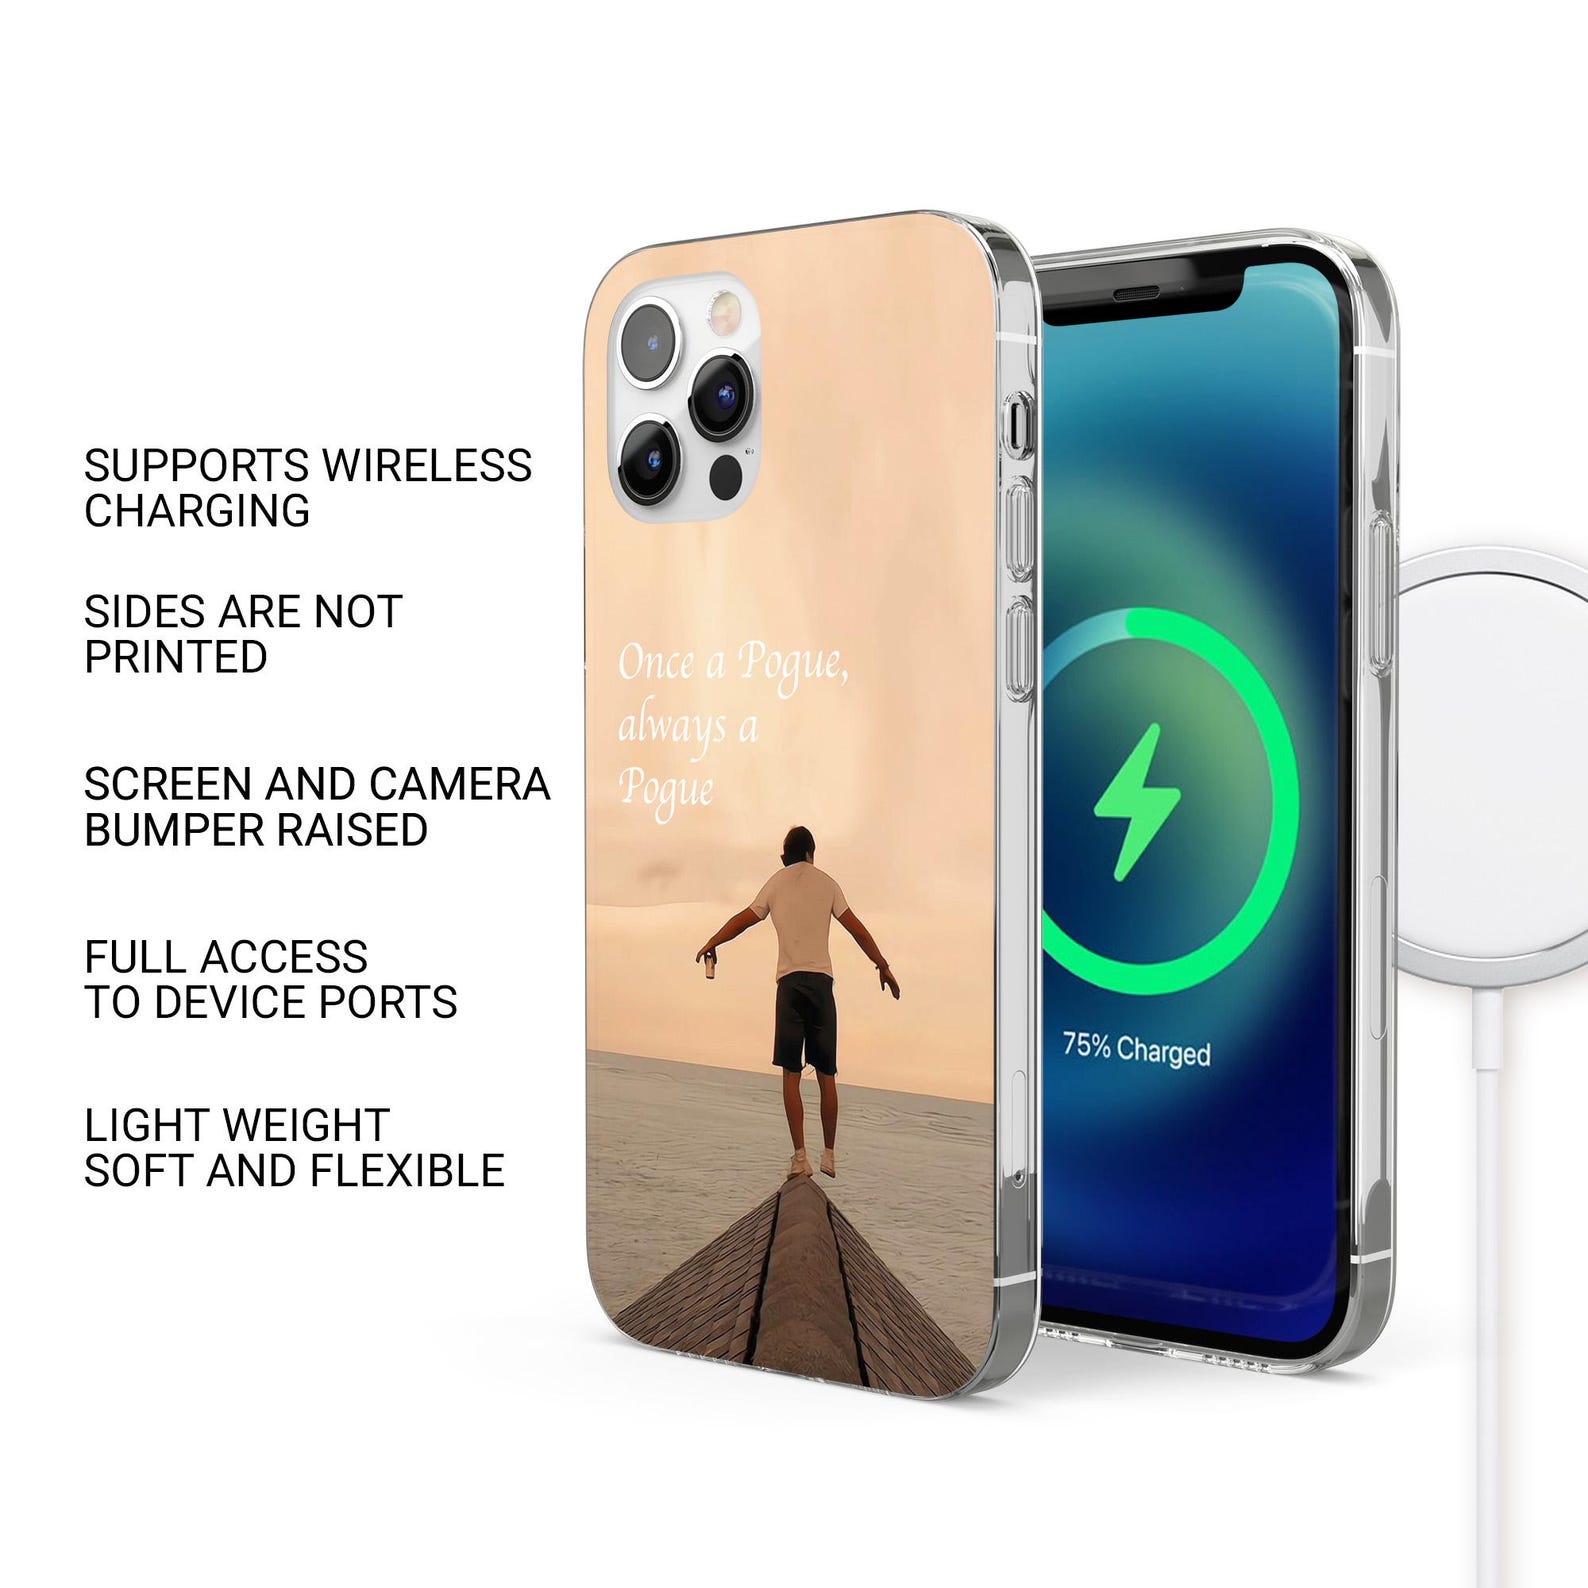 SUPPORTS WIRELESS
CHARGING
SIDES ARE NOT
PRINTED
SCREEN AND CAMERA
BUMPER RAISED
FULL ACCESS
TO DEVICE PORTS
LIGHT WEIGHT
SOFT AND FLEXIBLE
Once a Pogue,
always a
Pogue
75% Charged